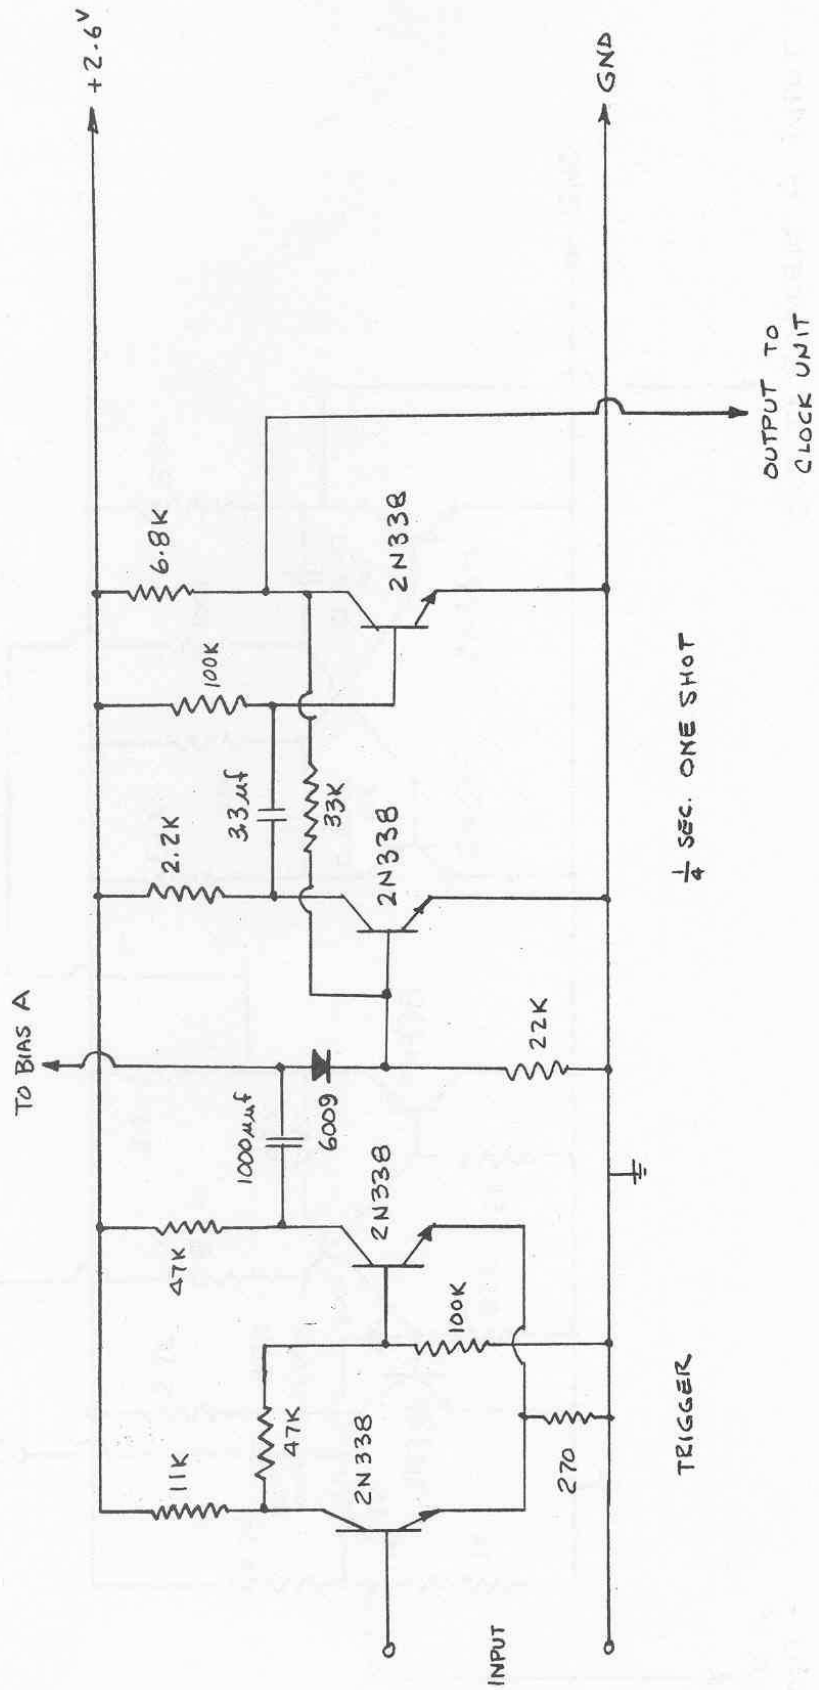 +2.6V
TO BIAS A
11K
47K
47K
2N338
1000µµf
6009
2N338
100K
270
2.2K
3.3µf
100K
6.8K
33K
2N338
2N338
22K
INPUT
GND
TRIGGER
1/4 SEC. ONE SHOT
OUTPUT TO
CLOCK UNIT